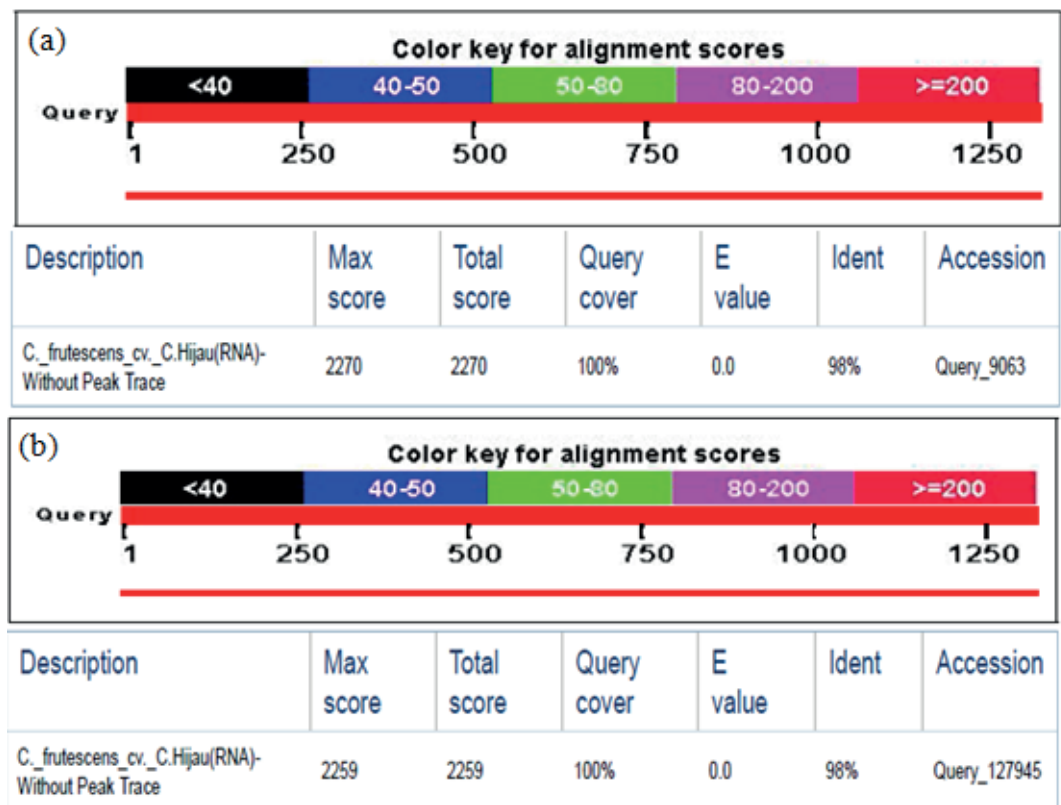 (a)
Color key for alignment scores
<40 40-50 50-80 80-200 >=200
Query
1 250 500 750 1000 1250
Description Max score Total score Query cover E value Ident Accession
C._frutescens_cv._C.Hijau(RNA)-
Without Peak Trace 2270 2270 100% 0.0 98% Query_9063
(b)
Color key for alignment scores
<40 40-50 50-80 80-200 >=200
Query
1 250 500 750 1000 1250
Description Max score Total score Query cover E value Ident Accession
C._frutescens_cv._C.Hijau(RNA)-
Without Peak Trace 2259 2259 100% 0.0 98% Query_127945